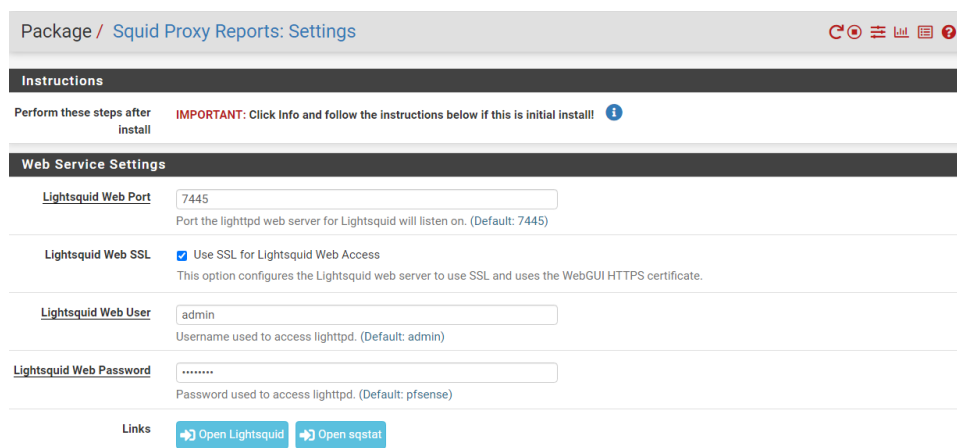 Package / Squid Proxy Reports: Settings
Instructions
Perform these steps after install
IMPORTANT: Click Info and follow the instructions below if this is initial install!
Web Service Settings
Lightsquid Web Port
7445
Port the lighttpd web server for Lightsquid will listen on. (Default: 7445)
Lightsquid Web SSL
Use SSL for Lightsquid Web Access
This option configures the Lightsquid web server to use SSL and uses the WebGUI HTTPS certificate.
Lightsquid Web User
admin
Username used to access lighttpd. (Default: admin)
Lightsquid Web Password
••••••••
Password used to access lighttpd. (Default: pfsense)
Links
Open Lightsquid
Open sqstat